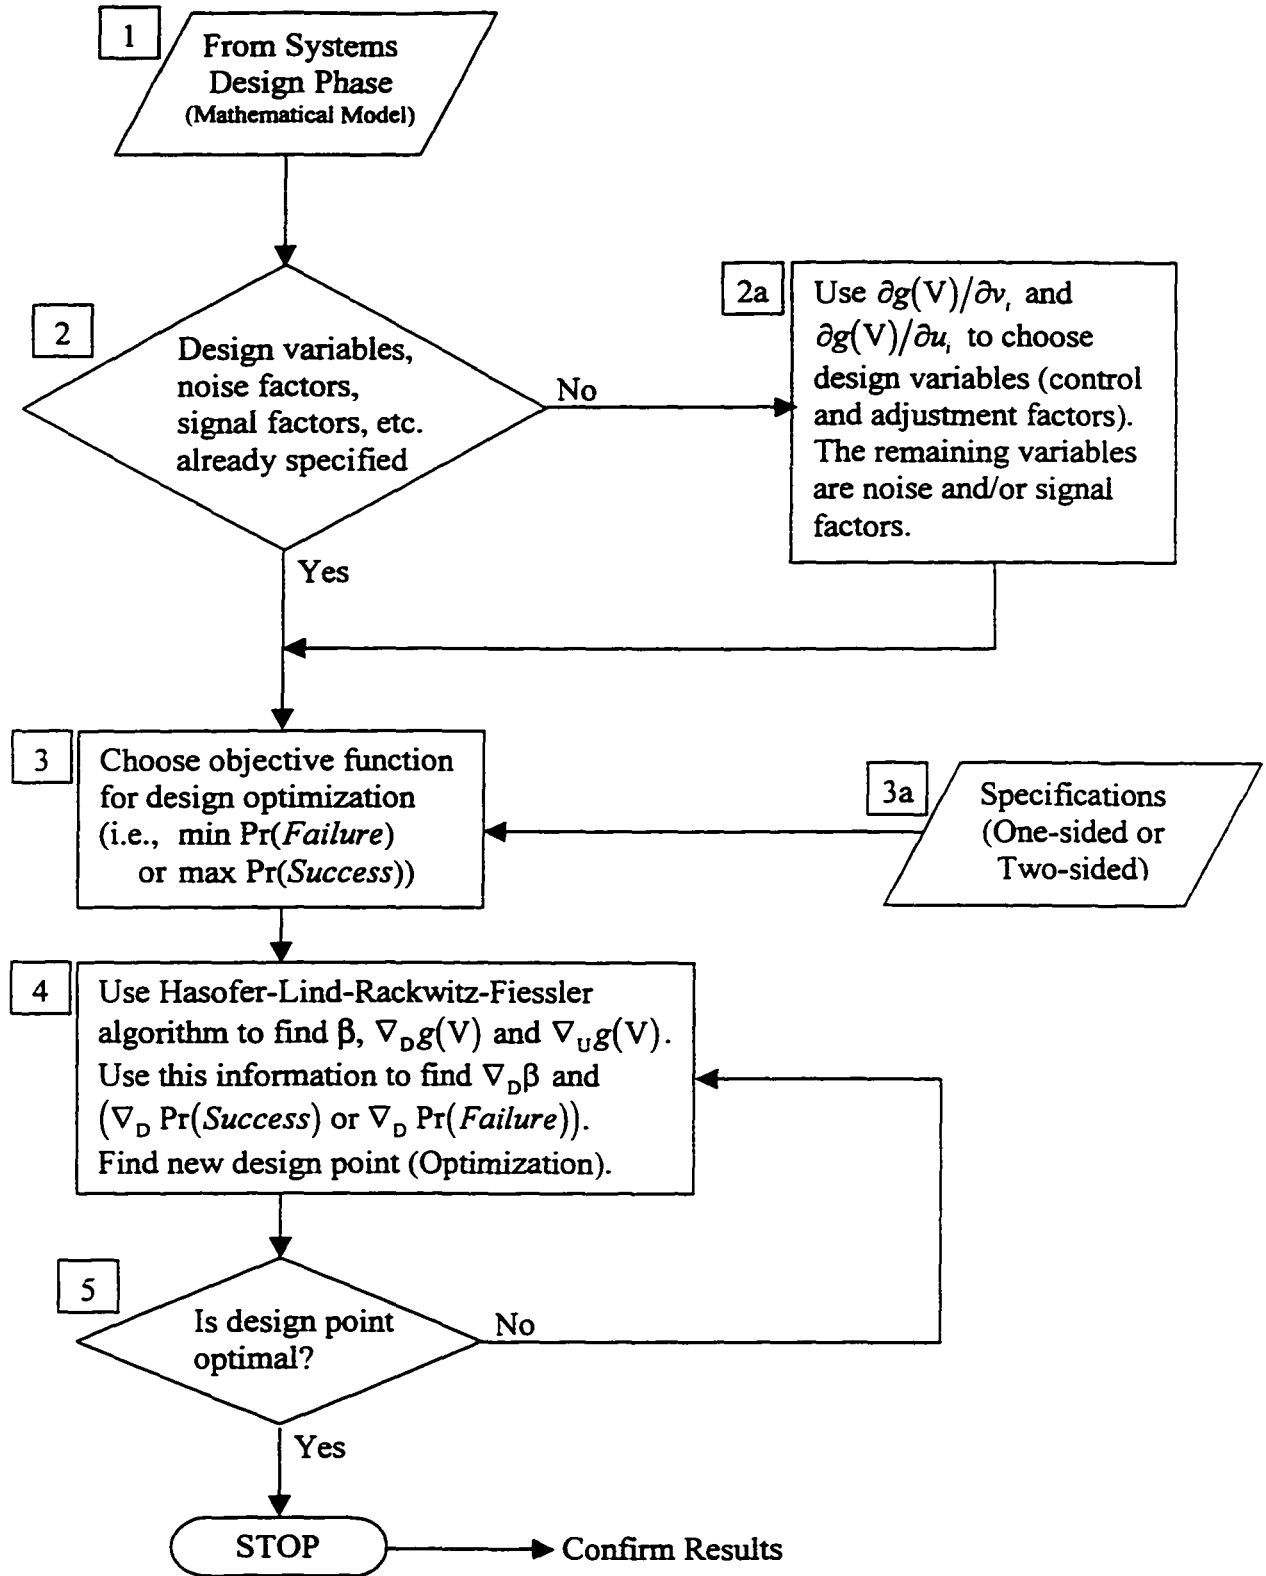 1
From Systems
Design Phase
(Mathematical Model)
2
Design variables,
noise factors,
signal factors, etc.
already specified
No
Yes
2a
Use ∂g(V)/∂vᵢ and
∂g(V)/∂uᵢ to choose
design variables (control
and adjustment factors).
The remaining variables
are noise and/or signal
factors.
3
Choose objective function
for design optimization
(i.e., min Pr(Failure)
or max Pr(Success))
3a
Specifications
(One-sided or
Two-sided)
4
Use Hasofer-Lind-Rackwitz-Fiessler
algorithm to find β, ∇_D g(V) and ∇_U g(V).
Use this information to find ∇_D β and
(∇_D Pr(Success) or ∇_D Pr(Failure)).
Find new design point (Optimization).
5
Is design point
optimal?
No
Yes
STOP
Confirm Results